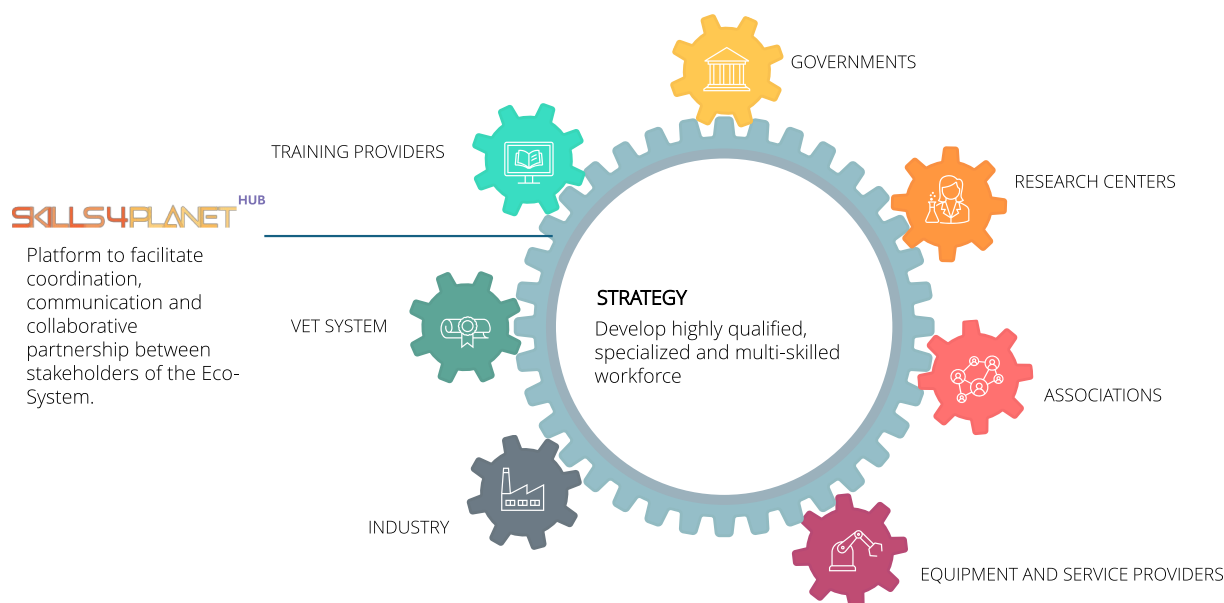 GOVERNMENTS
TRAINING PROVIDERS
RESEARCH CENTERS
SKILLS4PLANET HUB
Platform to facilitate
coordination,
communication and
collaborative
partnership between
stakeholders of the Eco-
System.
STRATEGY
Develop highly qualified,
specialized and multi-skilled
workforce
VET SYSTEM
ASSOCIATIONS
INDUSTRY
EQUIPMENT AND SERVICE PROVIDERS